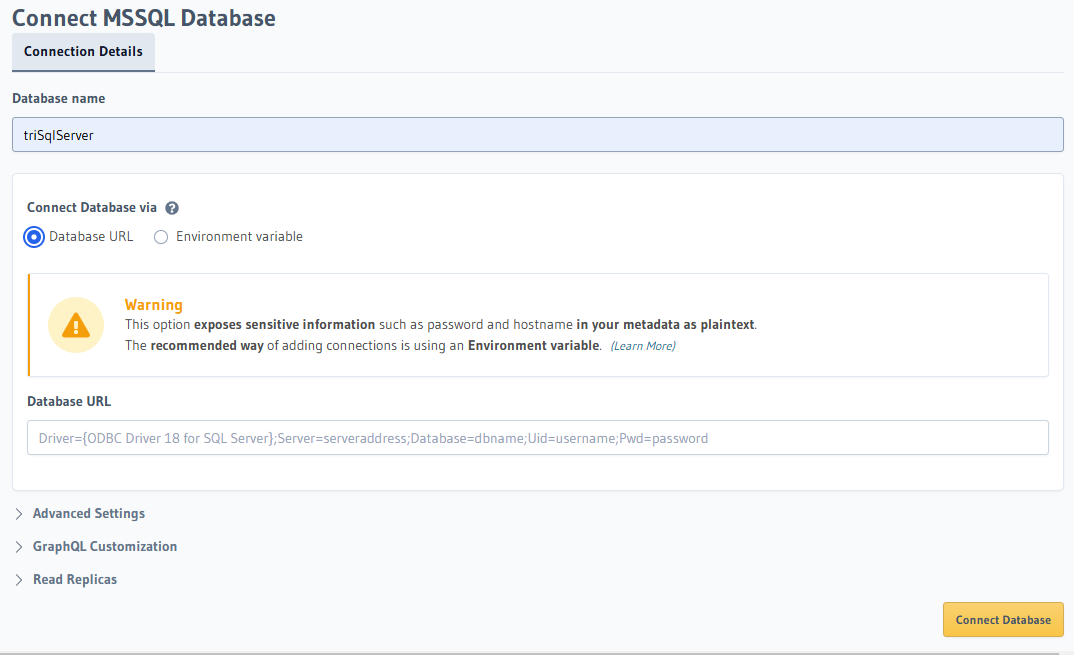 Connect MSSQL Database
Connection Details
Database name
triSqlServer
Connect Database via ?
Database URL Environment variable
Warning
This option exposes sensitive information such as password and hostname in your metadata as plaintext.
The recommended way of adding connections is using an Environment variable. (Learn More)
Database URL
Driver={ODBC Driver 18 for SQL Server};Server=serveraddress;Database=dbname;Uid=username;Pwd=password
Advanced Settings
GraphQL Customization
Read Replicas
Connect Database